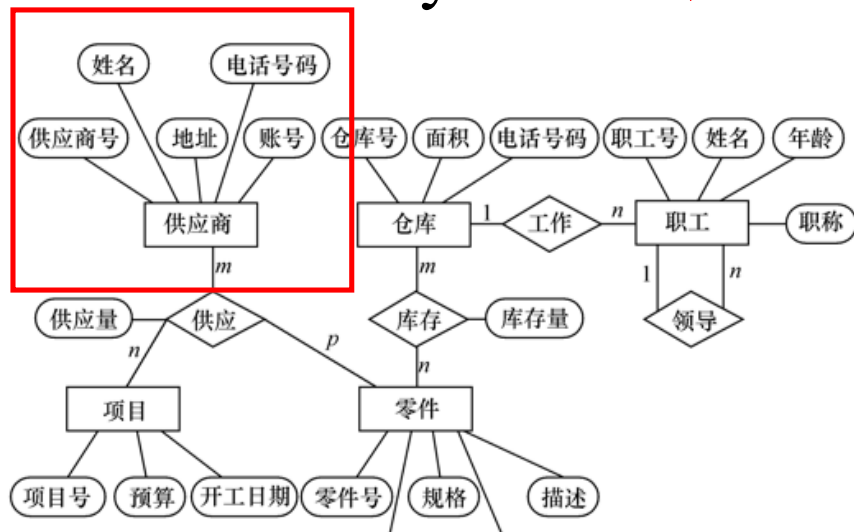 y
姓名 电话号码
供应商号 地址 账号 仓库号 面积 电话号码 职工号 姓名 年龄
供应商 仓库 1 工作 n 职工 职称
m m 1 n
供应量 供应 库存 库存量 领导
n p n
项目 零件
项目号 预算 开工日期 零件号 规格 描述